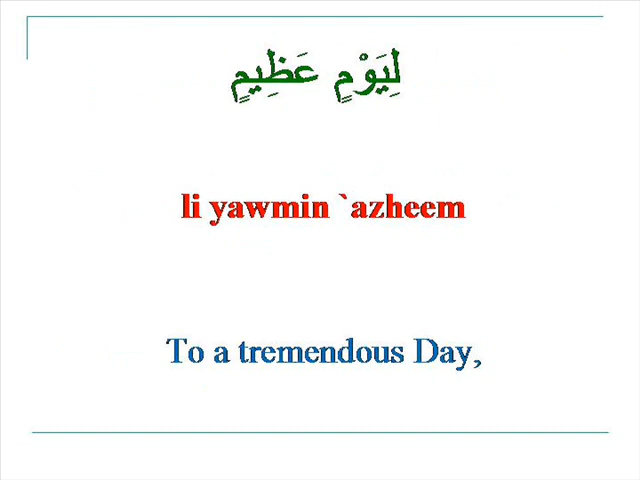 لِيَوْمٍ عَظِيمٍ
li yawmin `azheem
To a tremendous Day,